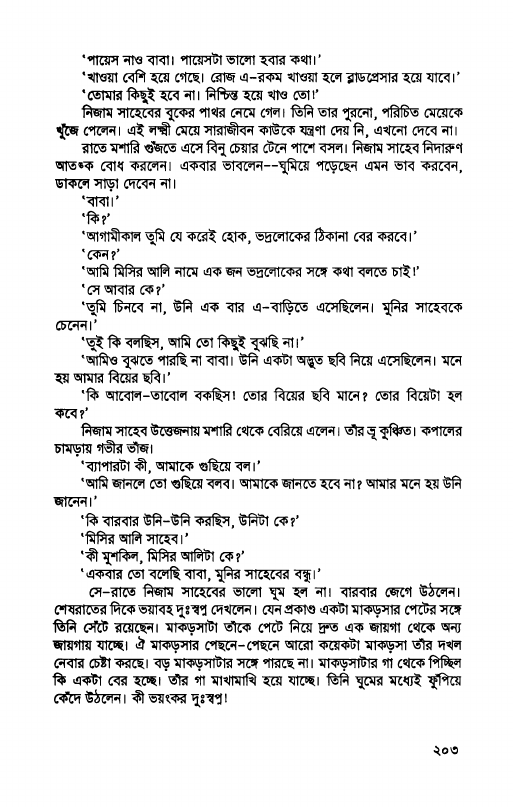 ‘পায়েস নাও বাবা। পায়েসটা ভালো হবার কথা।’
‘খাওয়া বেশি হয়ে গেছে। রোজ এ–রকম খাওয়া হলে ব্লাডপ্রেসার হয়ে যাবে।’
‘তোমার কিছুই হবে না। নিশ্চিন্ত হয়ে খাও তো!’
নিজাম সাহেবের বুকের পাথর নেমে গেল। তিনি তার পুরনো, পরিচিত মেয়েকে
খুঁজে পেলেন। এই লক্ষ্মী মেয়ে সারাজীবন কাউকে যন্ত্রণা দেয় নি, এখনো দেবে না।
রাতে মশারি গুঁজতে এসে বিনু চেয়ার টেনে পাশে বসল। নিজাম সাহেব নিদারুণ
আতঙ্ক বোধ করলেন। একবার ভাবলেন––ঘুমিয়ে পড়েছেন এমন ভাব করবেন,
ডাকলে সাড়া দেবেন না।
‘বাবা।’
‘কি?’
‘আগামীকাল তুমি যে করেই হোক, ভদ্রলোকের ঠিকানা বের করবে।’
‘কেন?’
‘আমি মিসির আলি নামে এক জন ভদ্রলোকের সঙ্গে কথা বলতে চাই!’
‘সে আবার কে?’
‘তুমি চিনবে না, উনি এক বার এ–বাড়িতে এসেছিলেন। মুনির সাহেবকে
চেনেন।’
‘তুই কি বলছিস, আমি তো কিছুই বুঝছি না।’
‘আমিও বুঝতে পারছি না বাবা। উনি একটা অদ্ভুত ছবি নিয়ে এসেছিলেন। মনে
হয় আমার বিয়ের ছবি।’
‘কি আবোল–তাবোল বকছিস! তোর বিয়ের ছবি মানে? তোর বিয়েটা হল
কবে?’
নিজাম সাহেব উত্তেজনায় মশারি থেকে বেরিয়ে এলেন। তাঁর ভ্রূ কুঞ্চিত। কপালের
চামড়ায় গভীর ভাঁজ।
‘ব্যাপারটা কী, আমাকে গুছিয়ে বল।’
‘আমি জানলে তো গুছিয়ে বলব। আমাকে জানতে হবে না? আমার মনে হয় উনি
জানেন।’
‘কি বারবার উনি–উনি করছিস, উনিটা কে?’
‘মিসির আলি সাহেব।’
‘কী মুশকিল, মিসির আলিটা কে?’
‘একবার তো বলেছি বাবা, মুনির সাহেবের বন্ধু।’
সে–রাতে নিজাম সাহেবের ভালো ঘুম হল না। বারবার জেগে উঠলেন।
শেষরাতের দিকে ভয়াবহ দুঃস্বপ্ন দেখলেন। যেন প্রকাণ্ড একটা মাকড়সার পেটের সঙ্গে
তিনি সেঁটে রয়েছেন। মাকড়সাটা তাঁকে পেটে নিয়ে দ্রুত এক জায়গা থেকে অন্য
জায়গায় যাচ্ছে। ঐ মাকড়সার পেছনে–পেছনে আরো কয়েকটা মাকড়সা তাঁর দখল
নেবার চেষ্টা করছে। বড় মাকড়সাটার সঙ্গে পারছে না। মাকড়সাটার গা থেকে পিচ্ছিল
কি একটা বের হচ্ছে। তাঁর গা মাখামাখি হয়ে যাচ্ছে। তিনি ঘুমের মধ্যেই ফুঁপিয়ে
কেঁদে উঠলেন। কী ভয়ংকর দুঃস্বপ্ন!
২০৩